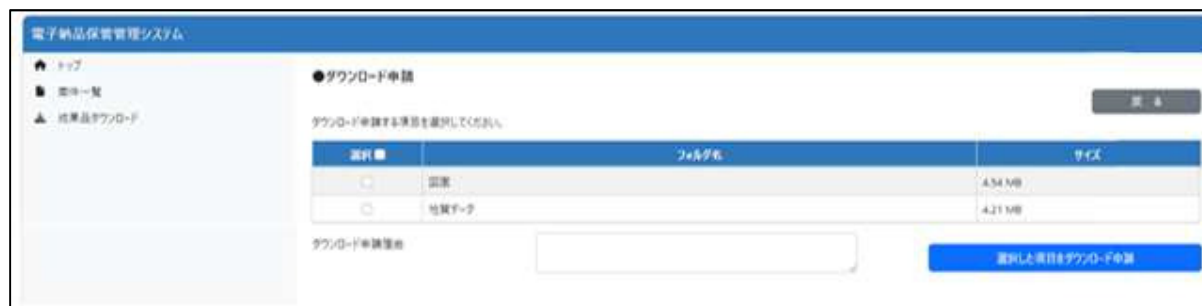 電子納品保管管理システム
トップ
案件一覧
成果品ダウンロード
●ダウンロード申請
戻 る
ダウンロード申請する項目を選択してください。
選択 フォルダ名 サイズ
図面 4.54 MB
地質データ 4.21 MB
ダウンロード申請理由
選択した項目をダウンロード申請